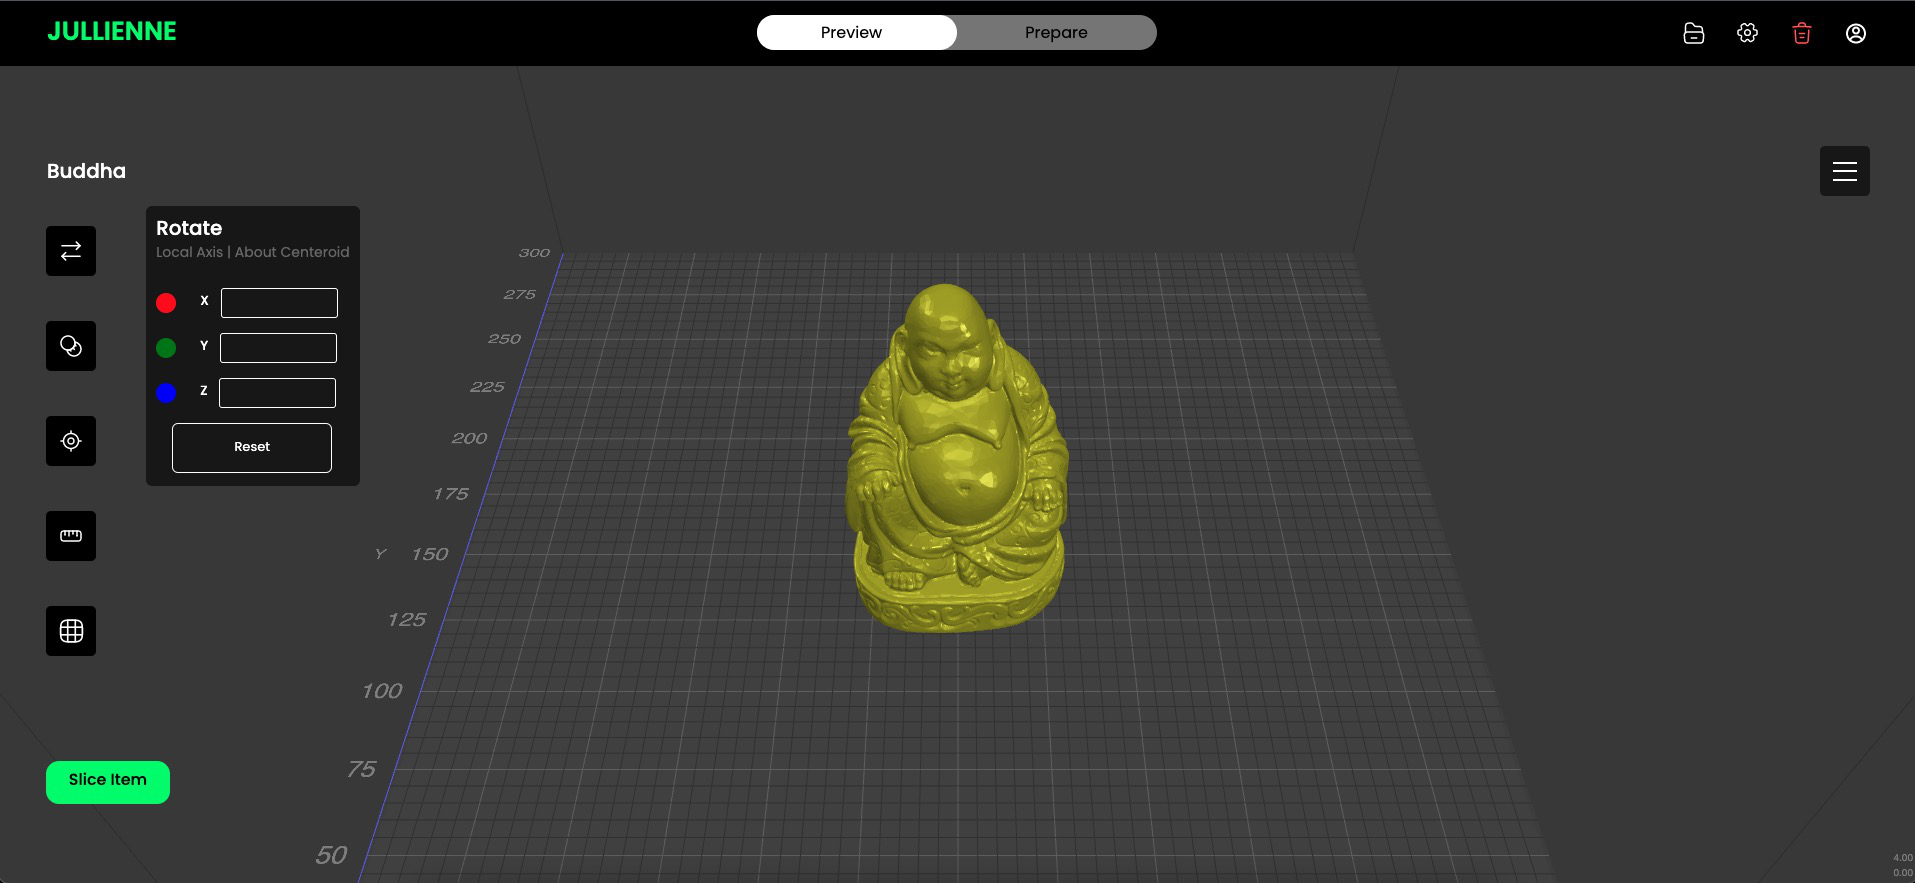 JULLIENNE
Preview
Prepare
Buddha
Rotate
Local Axis | About Centeroid
X
Y
Z
Reset
300
275
250
225
200
175
Y 150
125
100
75
50
Slice Item
4.00
0.00